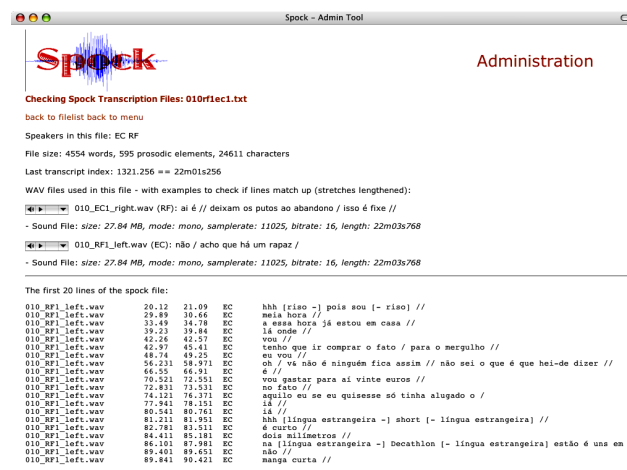 Spock – Admin Tool
Spock
Administration
Checking Spock Transcription Files: 010rf1ec1.txt
back to filelist back to menu
Speakers in this file: EC RF
File size: 4554 words, 595 prosodic elements, 24611 characters
Last transcript index: 1321.256 == 22m01s256
WAV files used in this file - with examples to check if lines match up (stretches lengthened):
010_EC1_right.wav (RF): ai é // deixam os putos ao abandono / isso é fixe //
- Sound File: size: 27.84 MB, mode: mono, samplerate: 11025, bitrate: 16, length: 22m03s768
010_RF1_left.wav (EC): não / acho que há um rapaz /
- Sound File: size: 27.84 MB, mode: mono, samplerate: 11025, bitrate: 16, length: 22m03s768
The first 20 lines of the spock file:
010_RF1_left.wav 20.12 21.09 EC hhh [riso -] pois sou [- riso] //
010_RF1_left.wav 29.89 30.66 EC meia hora //
010_RF1_left.wav 33.49 34.78 EC a essa hora já estou em casa //
010_RF1_left.wav 39.23 39.84 EC lá onde //
010_RF1_left.wav 42.26 42.57 EC vou //
010_RF1_left.wav 42.97 45.41 EC tenho que ir comprar o fato / para o mergulho //
010_RF1_left.wav 48.74 49.25 EC eu vou //
010_RF1_left.wav 56.231 58.971 EC oh / v& não é ninguém fica assim // não sei o que é que hei-de dizer //
010_RF1_left.wav 66.55 66.91 EC é //
010_RF1_left.wav 70.521 72.551 EC vou gastar para aí vinte euros //
010_RF1_left.wav 72.831 73.531 EC no fato //
010_RF1_left.wav 74.121 76.371 EC aquilo eu se eu quisesse só tinha alugado o /
010_RF1_left.wav 77.941 78.151 EC iá //
010_RF1_left.wav 80.541 80.761 EC iá //
010_RF1_left.wav 81.211 81.951 EC hhh [língua estrangeira -] short [- língua estrangeira] //
010_RF1_left.wav 82.781 83.511 EC é curto //
010_RF1_left.wav 84.411 85.181 EC dois milímetros //
010_RF1_left.wav 86.101 87.981 EC na [língua estrangeira -] Decathlon [- língua estrangeira] estão é uns em
010_RF1_left.wav 89.401 89.651 EC não //
010_RF1_left.wav 89.841 90.421 EC manga curta //